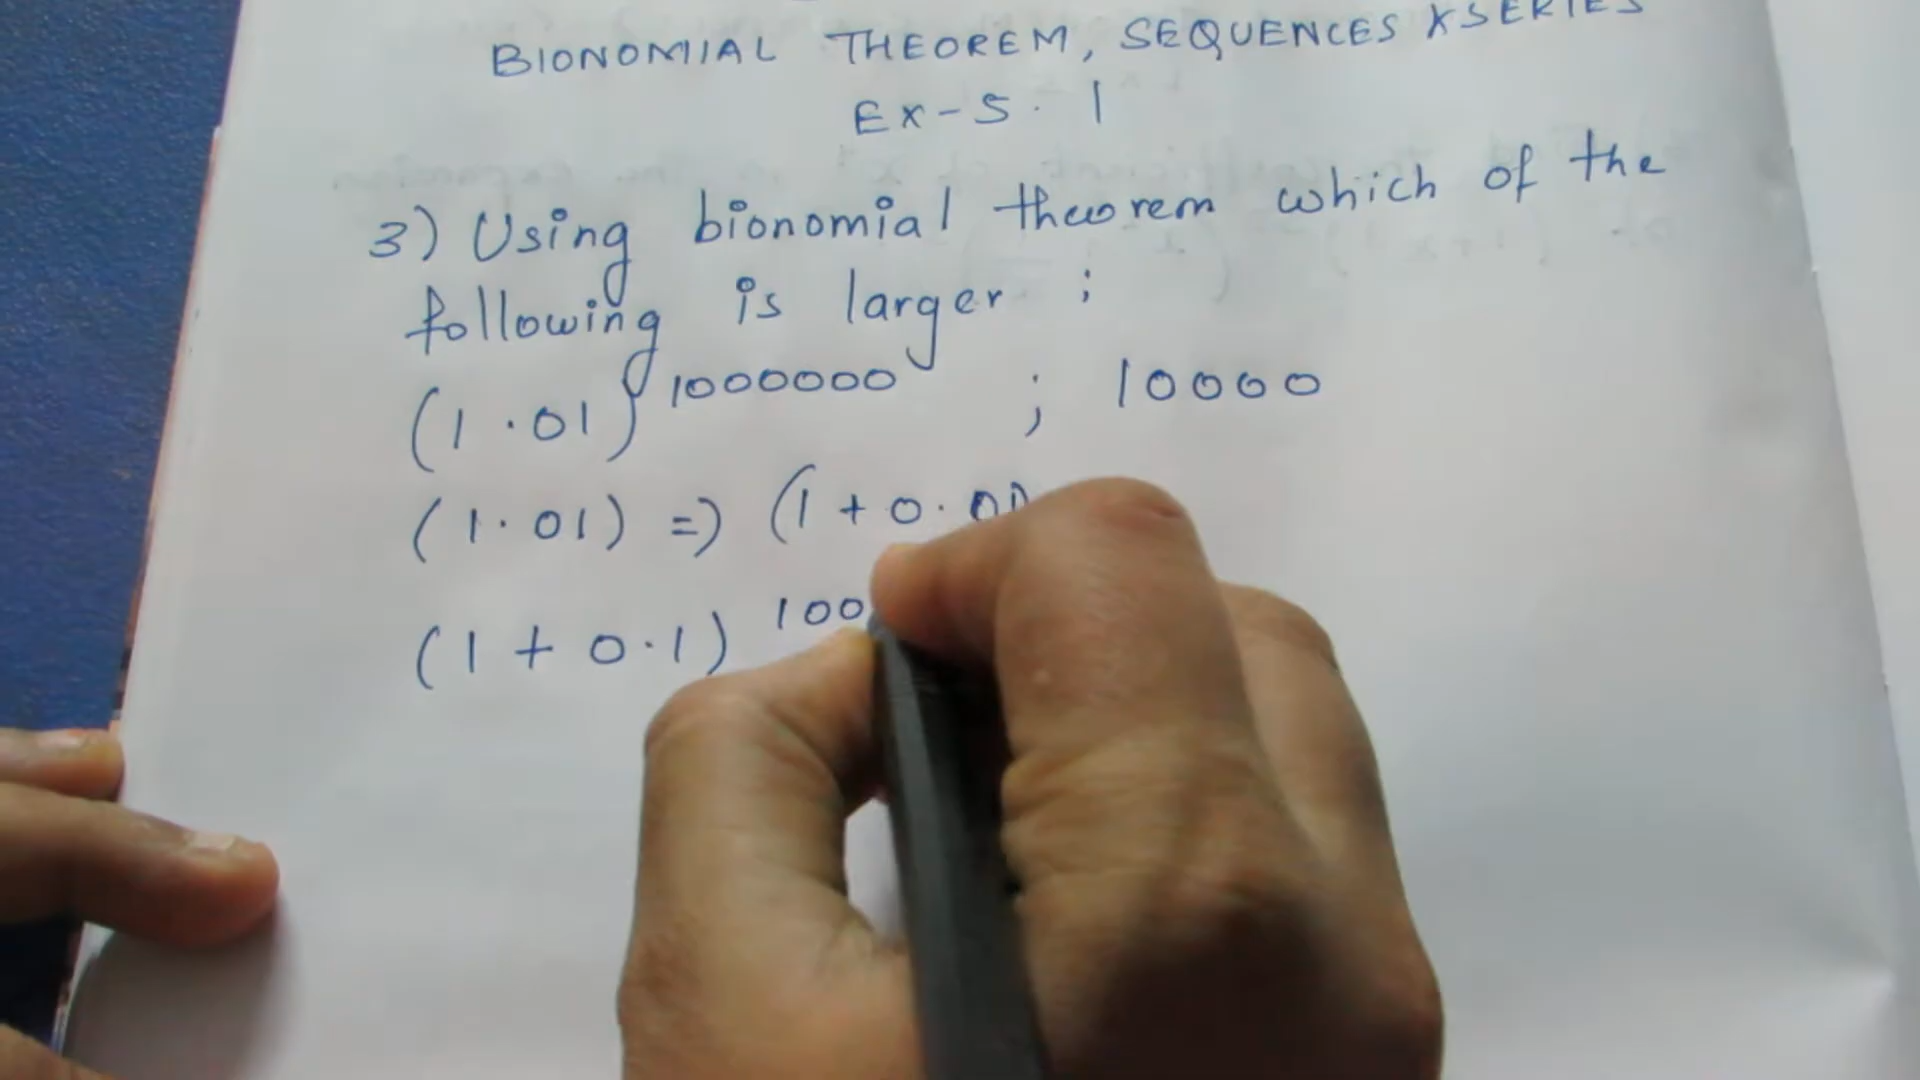 BIONOMIAL THEOREM, SEQUENCES & SERIES
EX-5.1
3) Using bionomial theorem which of the
following is larger ;
(1.01)^1000000 ; 10000
(1.01) => (1+0.01)
(1+0.1)^100